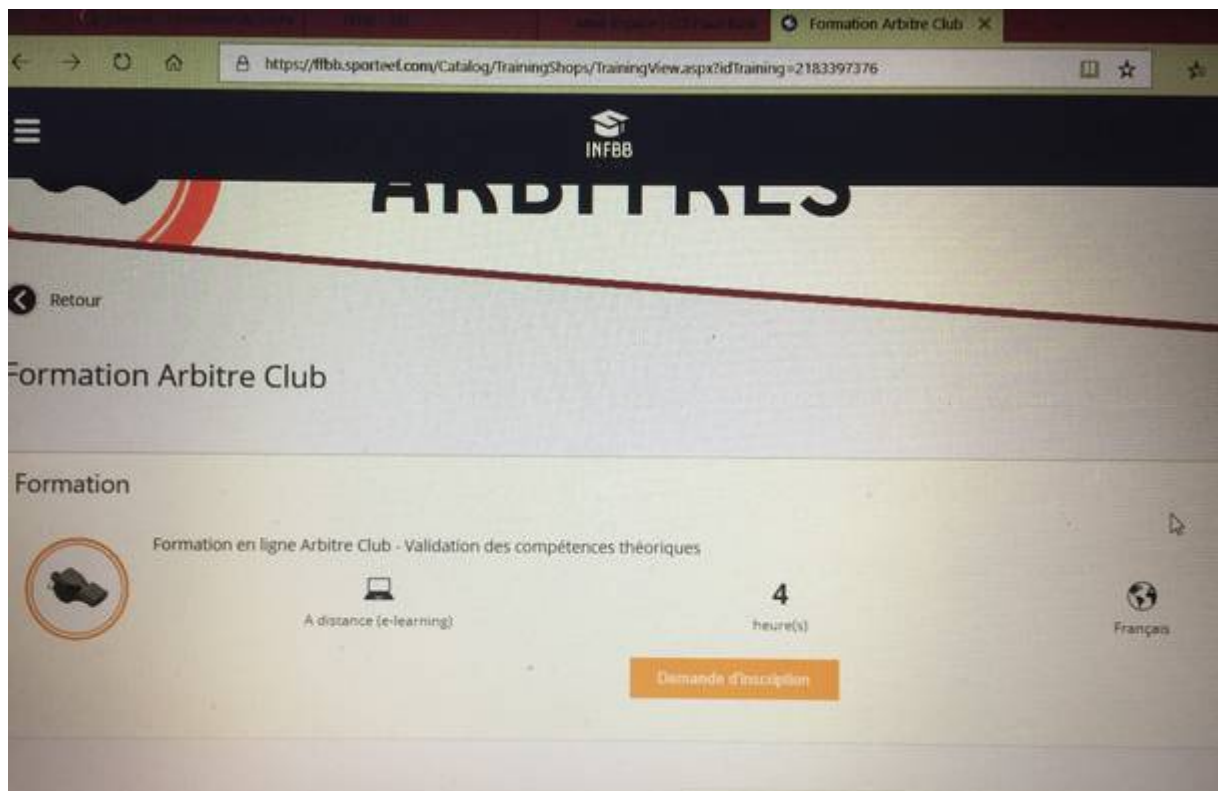 Formation Arbitre Club
https://ffbb.sporteef.com/Catalog/TrainingShops/TrainingView.aspx?idTraining=2183397376
INFBB
ARBITRES
Retour
Formation Arbitre Club
Formation
Formation en ligne Arbitre Club - Validation des compétences théoriques
A distance (e-learning)
4
heure(s)
Français
Demande d'inscription